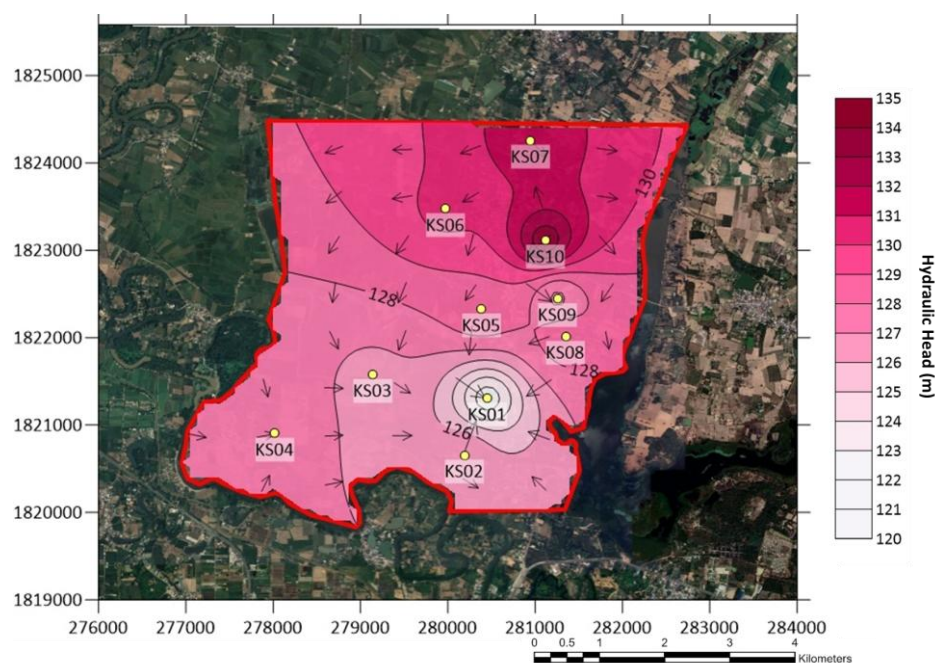 1825000
1824000
1823000
1822000
1821000
1820000
1819000
276000 277000 278000 279000 280000 281000 282000 283000 284000
KS07
130
KS06
KS10
128
KS09
KS05
KS08
128
KS03
KS01
126
KS04
KS02
135
134
133
132
131
130
129
128
127
126
125
124
123
122
121
120
Hydraulic Head (m)
0 0.5 1 2 3 4
Kilometers